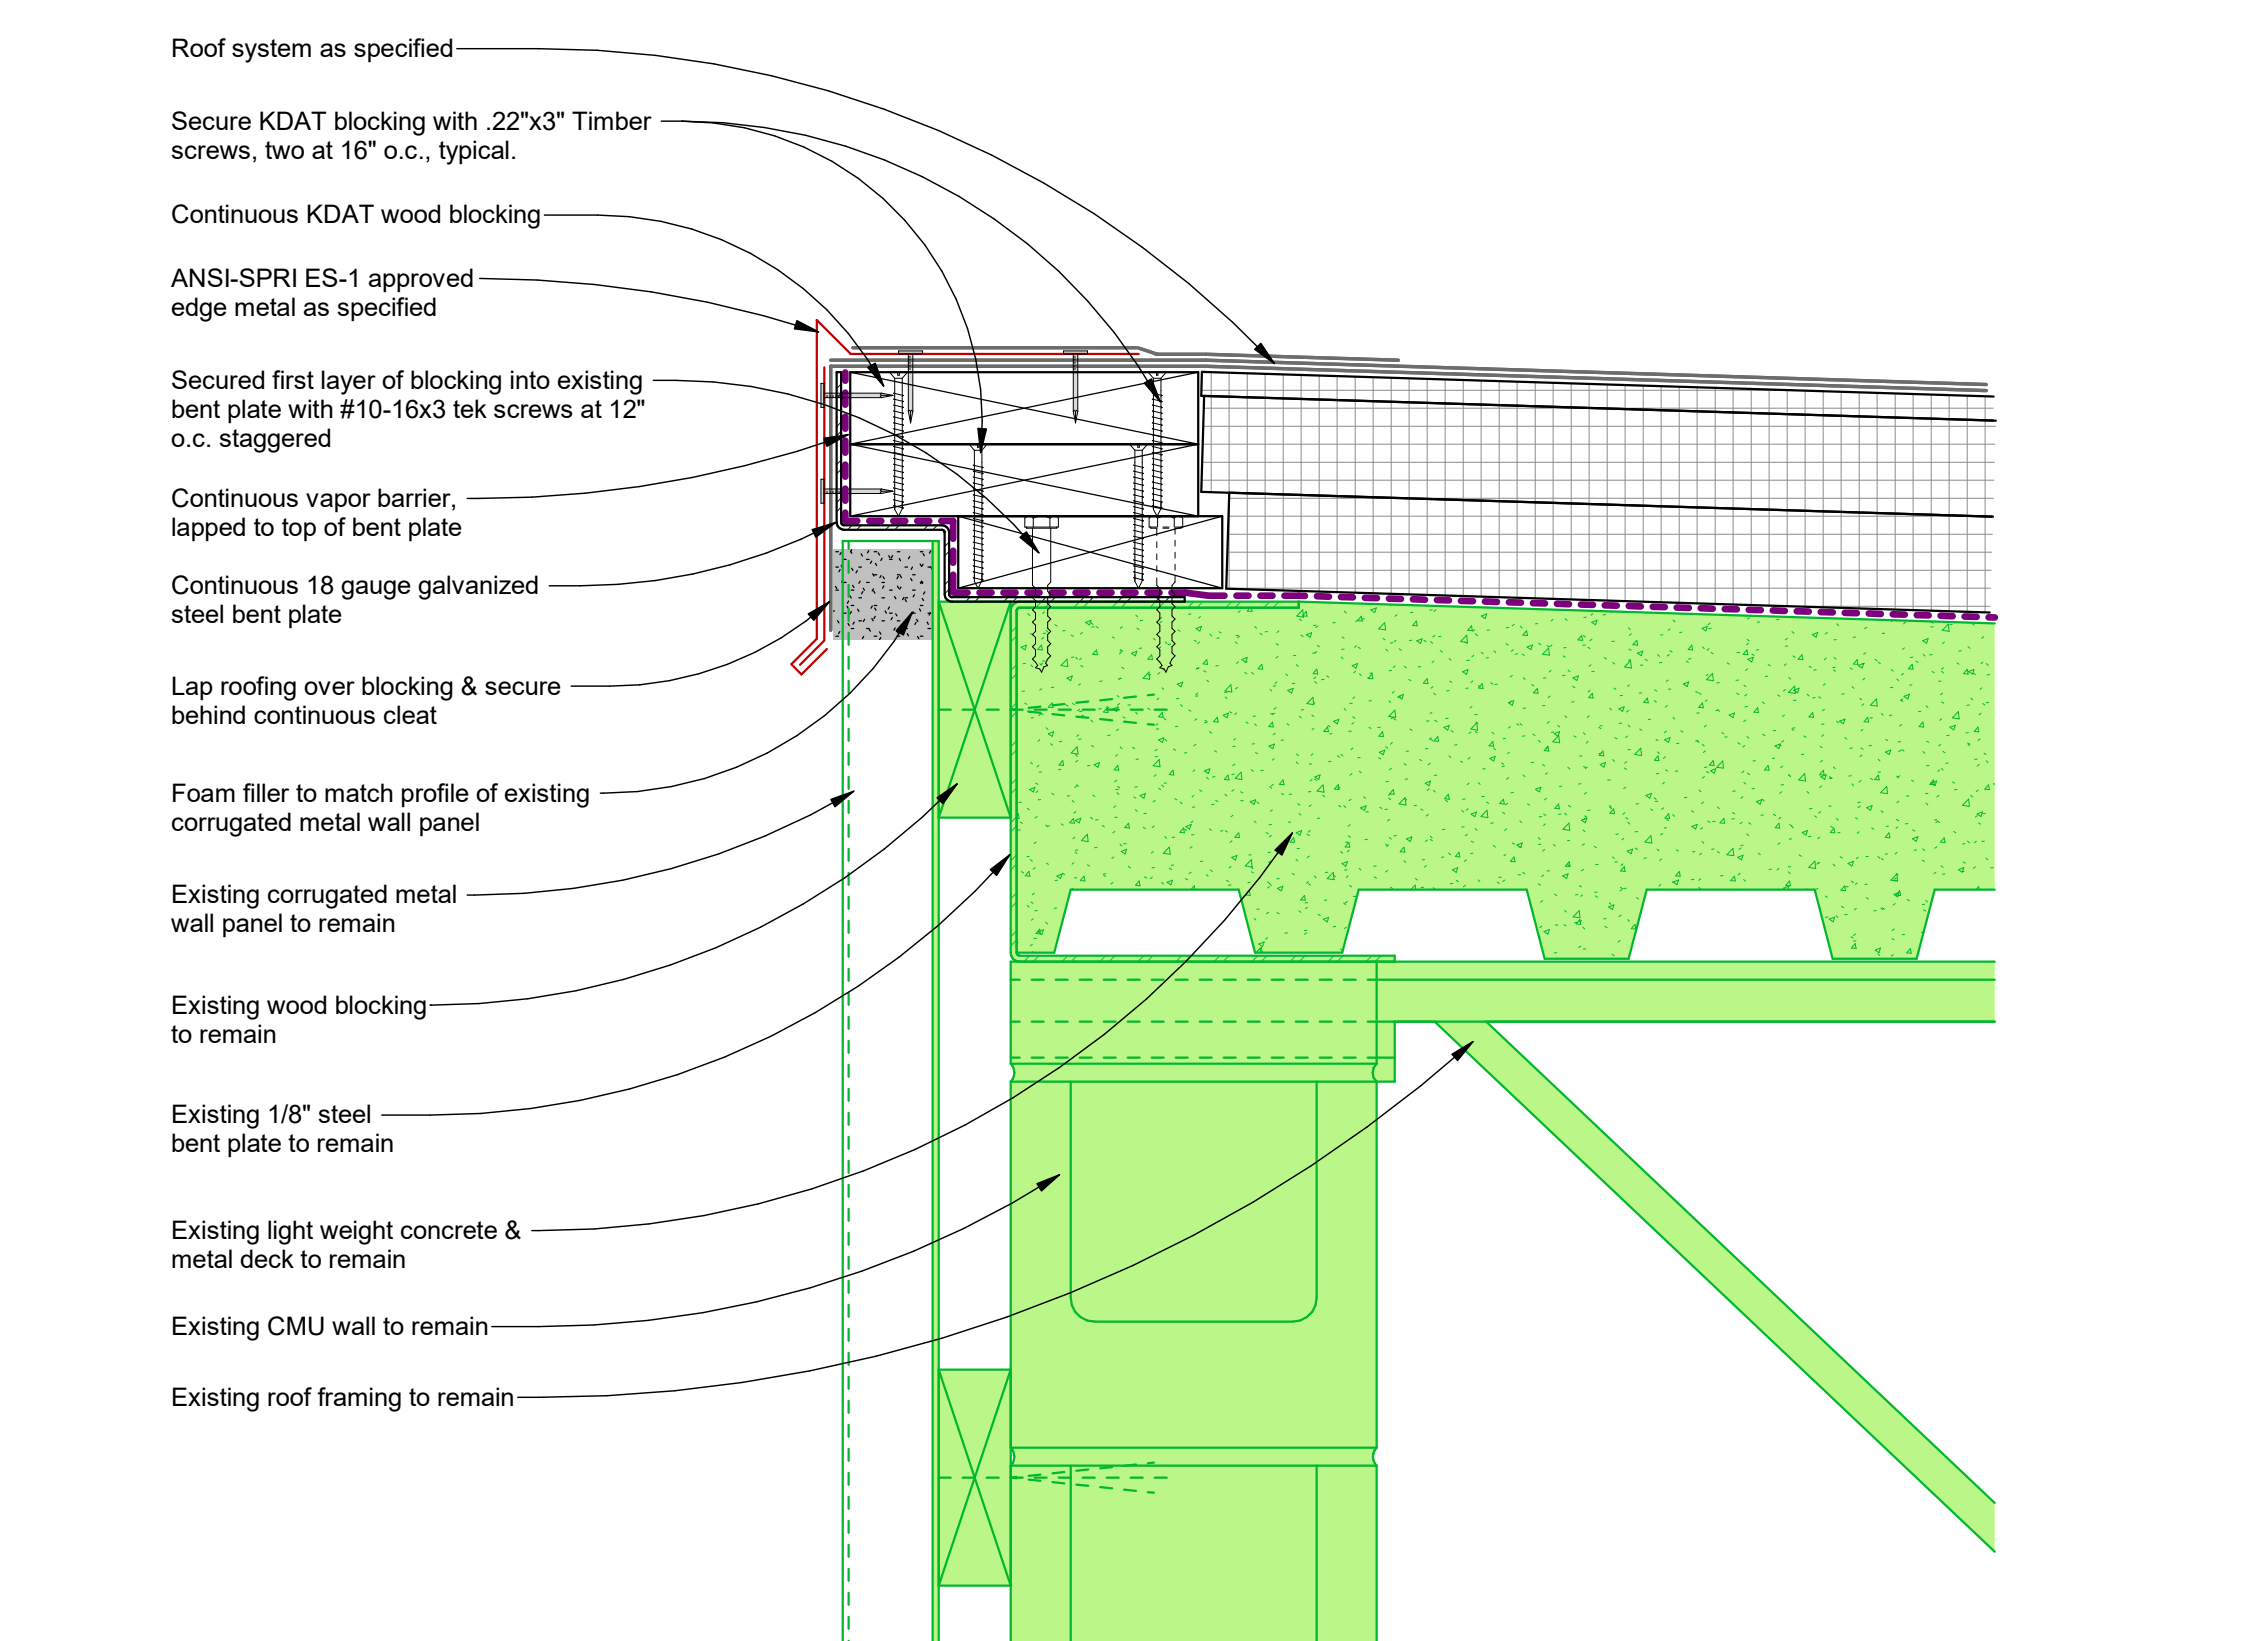 Roof system as specified
Secure KDAT blocking with .22"x3" Timber
screws, two at 16" o.c., typical.
Continuous KDAT wood blocking
ANSI-SPRI ES-1 approved
edge metal as specified
Secured first layer of blocking into existing
bent plate with #10-16x3 tek screws at 12"
o.c. staggered
Continuous vapor barrier,
lapped to top of bent plate
Continuous 18 gauge galvanized
steel bent plate
Lap roofing over blocking & secure
behind continuous cleat
Foam filler to match profile of existing
corrugated metal wall panel
Existing corrugated metal
wall panel to remain
Existing wood blocking
to remain
Existing 1/8" steel
bent plate to remain
Existing light weight concrete &
metal deck to remain
Existing CMU wall to remain
Existing roof framing to remain